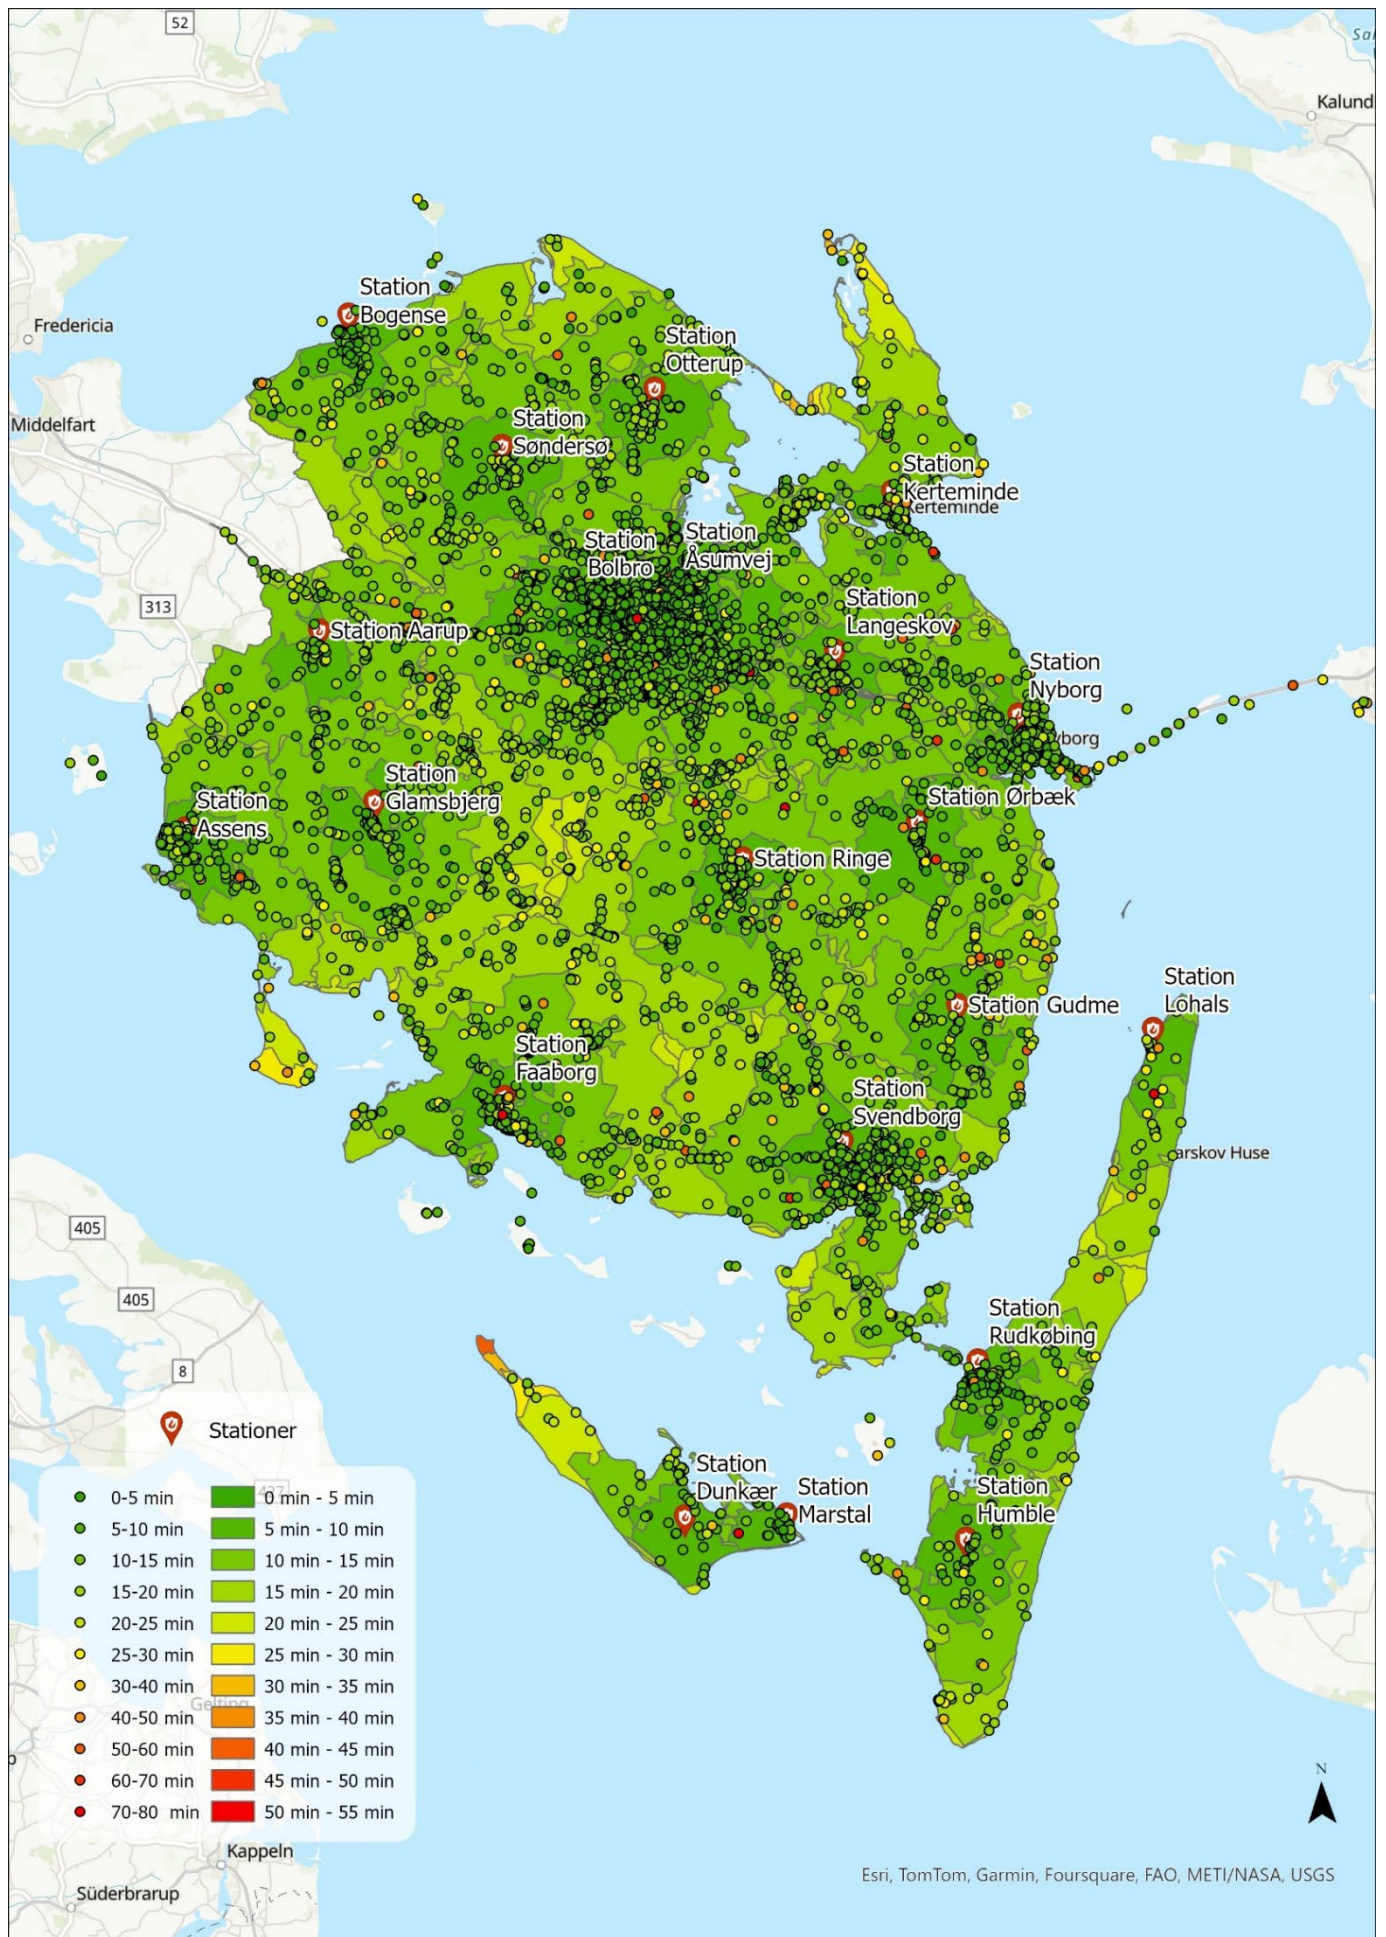 52
Sal
Kalund
Station
Bogense
Fredericia
Station
Otterup
Middelfart
Station
Søndersø
Station
Kerteminde
Kerteminde
Station
Bolbro
Station
Åsumvej
313
Station
Langeskov
Station Aarup
Station
Nyborg
yborg
Station
Glamsbjerg
Station Ørbæk
Station
Assens
Station Ringe
Station
Lohals
Station Gudme
Station
Faaborg
Station
Svendborg
arskov Huse
405
405
Station
Rudkøbing
8
Stationer
Station
Dunkær
Station
Marstal
Station
Humble
427
0-5 min 0 min - 5 min
5-10 min 5 min - 10 min
10-15 min 10 min - 15 min
15-20 min 15 min - 20 min
20-25 min 20 min - 25 min
25-30 min 25 min - 30 min
30-40 min 30 min - 35 min
Gelting
40-50 min 35 min - 40 min
50-60 min 40 min - 45 min
60-70 min 45 min - 50 min
70-80 min 50 min - 55 min
N
Kappeln
Esri, TomTom, Garmin, Foursquare, FAO, METI/NASA, USGS
Süderbrarup